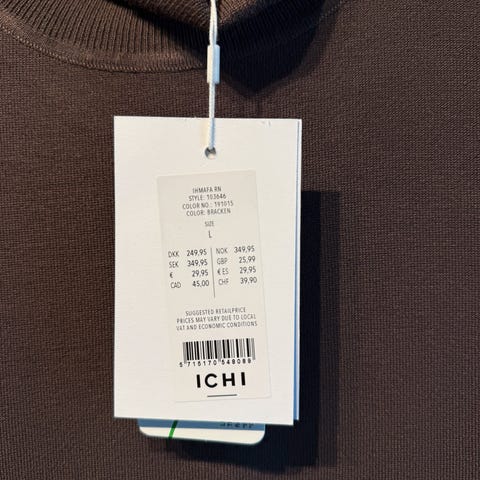 IHMAFA RN
STYLE: 103646
COLOR NO.: 191015
COLOR: BRACKEN
SIZE
L
DKK 249,95 NOK 349,95
SEK 349,95 GBP 25,99
€ 29,95 € ES 29,95
CAD 45,00 CHF 39,90
SUGGESTED RETAILPRICE
PRICES MAY VARY DUE TO LOCAL
VAT AND ECONOMIC CONDITIONS
5715170549089
ICHI